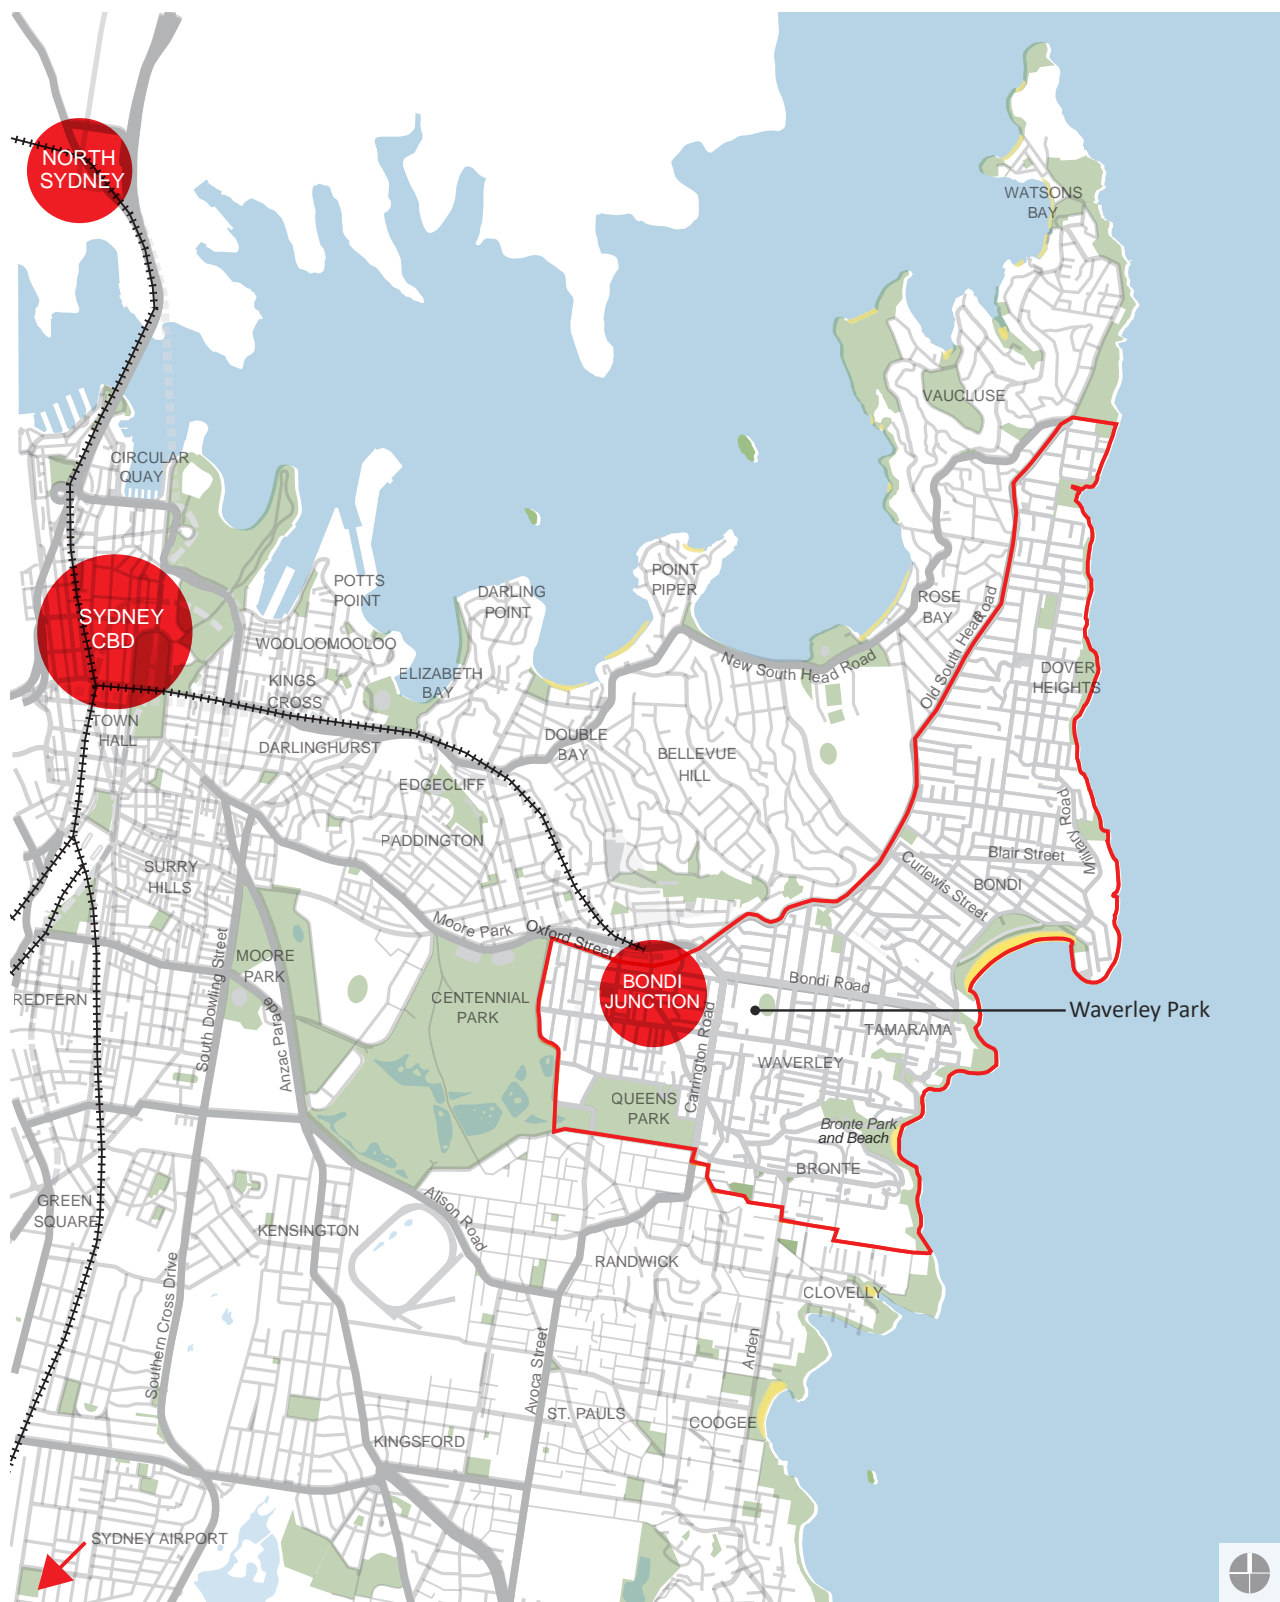 NORTH
SYDNEY
WATSONS
BAY
VAUCLUSE
CIRCULAR
QUAY
POTTS
POINT
DARLING
POINT
POINT
PIPER
ROSE
BAY
SYDNEY
CBD
WOOLOOMOOLOO
New South Head Road
Old South Head Road
DOVER
HEIGHTS
KINGS
CROSS
ELIZABETH
BAY
TOWN
HALL
DARLINGHURST
DOUBLE
BAY
BELLEVUE
HILL
EDGECLIFF
Military Road
PADDINGTON
Blair Street
SURRY
HILLS
Curlewis Street
BONDI
Moore Park
Oxford Street
MOORE
PARK
South Dowling Street
BONDI
JUNCTION
Bondi Road
REDFERN
CENTENNIAL
PARK
Waverley Park
Anzac Parade
TAMARAMA
Carrington Road
WAVERLEY
QUEENS
PARK
Bronte Park
and Beach
BRONTE
GREEN
SQUARE
KENSINGTON
Alison Road
RANDWICK
CLOVELLY
Southern Cross Drive
Avoca Street
Arden
ST. PAULS
COOGEE
KINGSFORD
SYDNEY AIRPORT